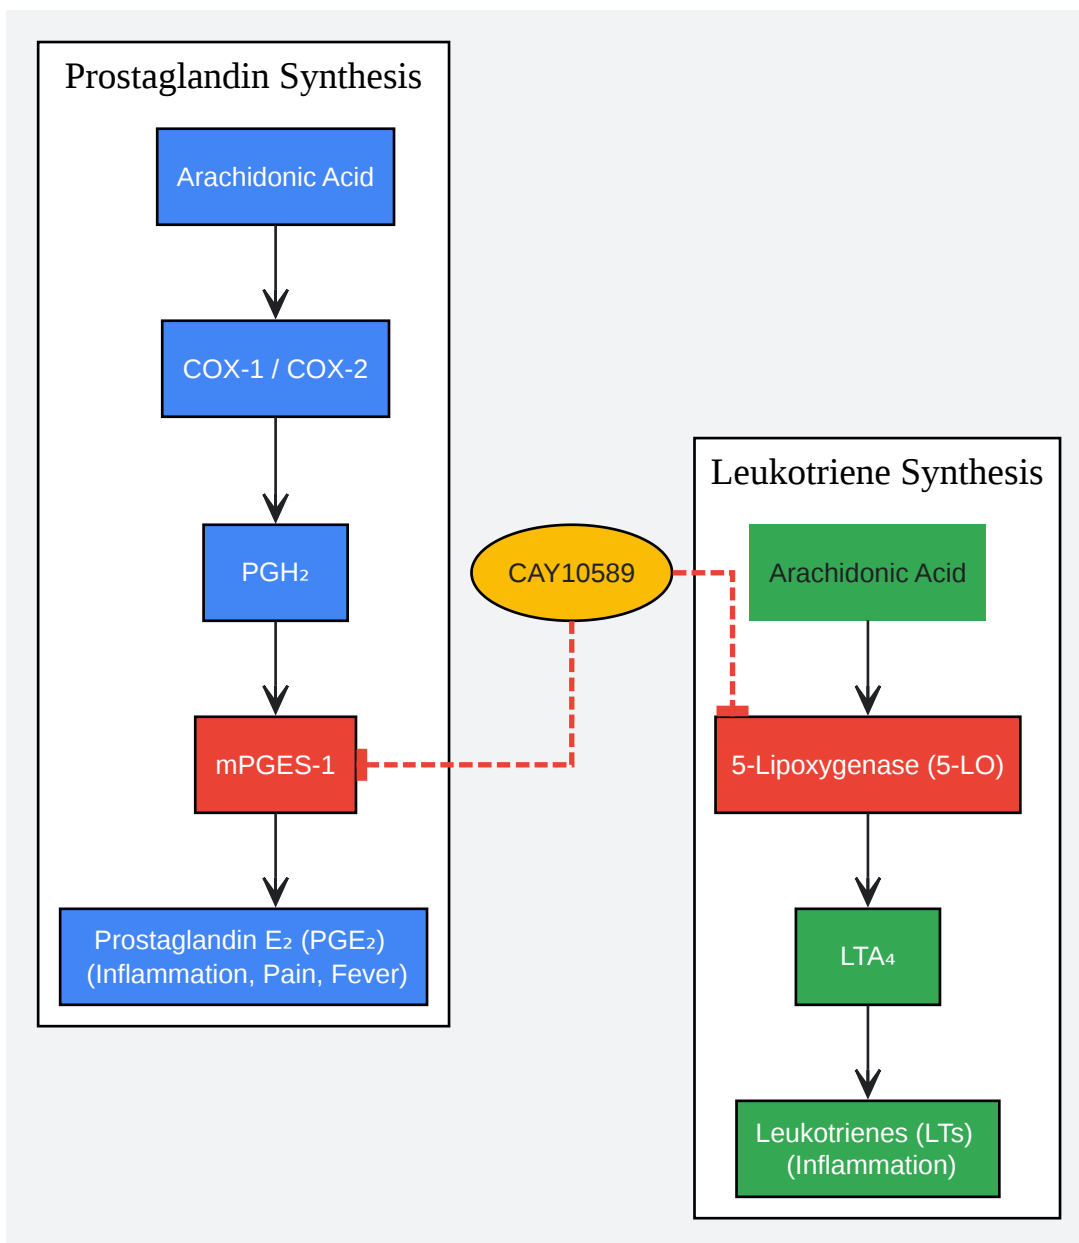 Prostaglandin Synthesis
Arachidonic Acid
COX-1 / COX-2
PGH₂
mPGES-1
Prostaglandin E₂ (PGE₂)
(Inflammation, Pain, Fever)
CAY10589
Leukotriene Synthesis
Arachidonic Acid
5-Lipoxygenase (5-LO)
LTA₄
Leukotrienes (LTs)
(Inflammation)